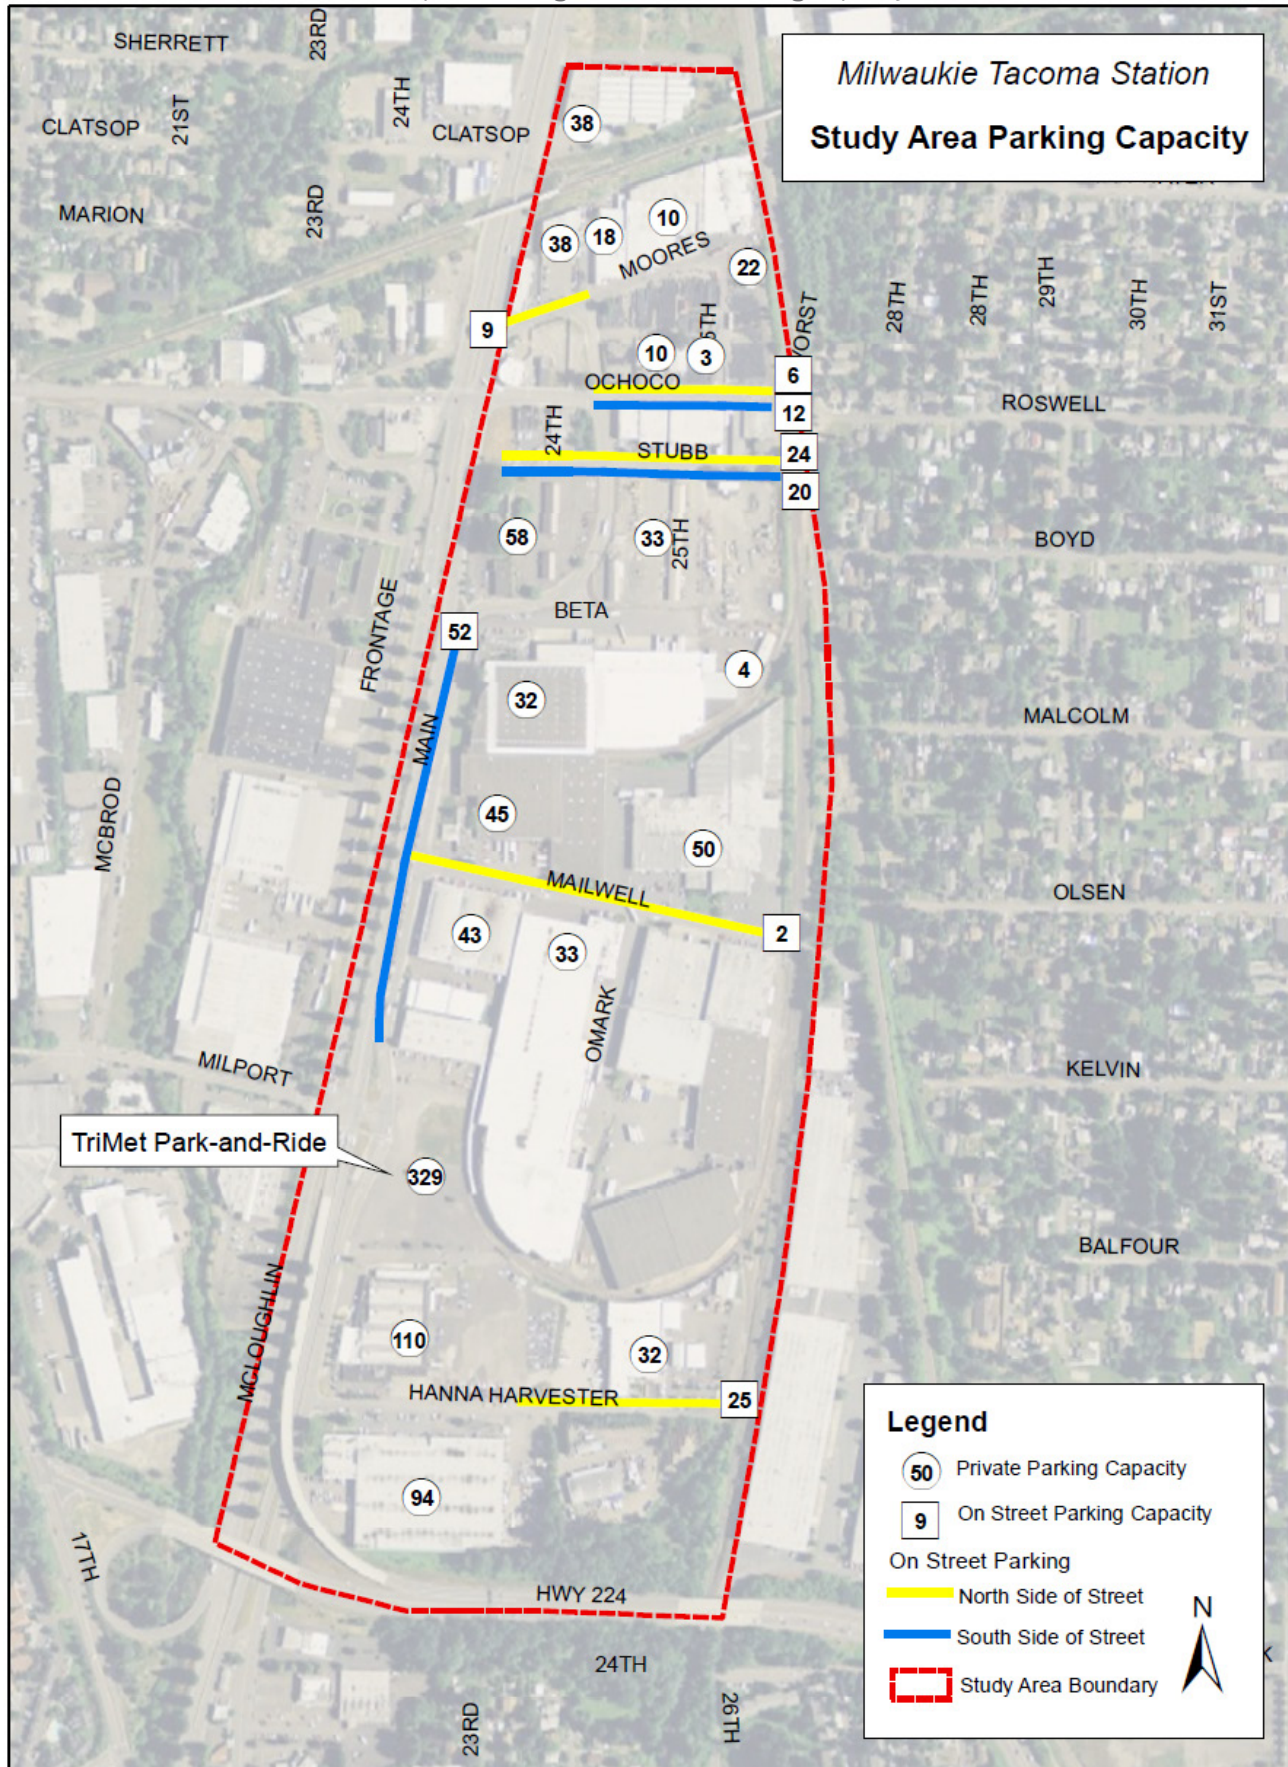 SHERRETT
23RD
24TH
21ST
CLATSOP
CLATSOP
MARION
23RD
Milwaukie Tacoma Station
Study Area Parking Capacity
38
38
18
10
MOORES
22
9
28TH
28TH
29TH
30TH
31ST
10
3
OCHOCO
6
12
ROSWELL
24TH
STUBB
24
20
58
33
25TH
BOYD
BETA
FRONTAGE
52
4
32
MAIN
MALCOLM
MCBROD
45
50
MAILWELL
OLSEN
43
33
2
OMARK
MILPORT
KELVIN
TriMet Park-and-Ride
329
BALFOUR
MCLOUGHLIN
110
32
HANNA HARVESTER
25
94
17TH
HWY 224
24TH
23RD
26TH
Legend
50 Private Parking Capacity
9 On Street Parking Capacity
On Street Parking
North Side of Street
South Side of Street
Study Area Boundary
N